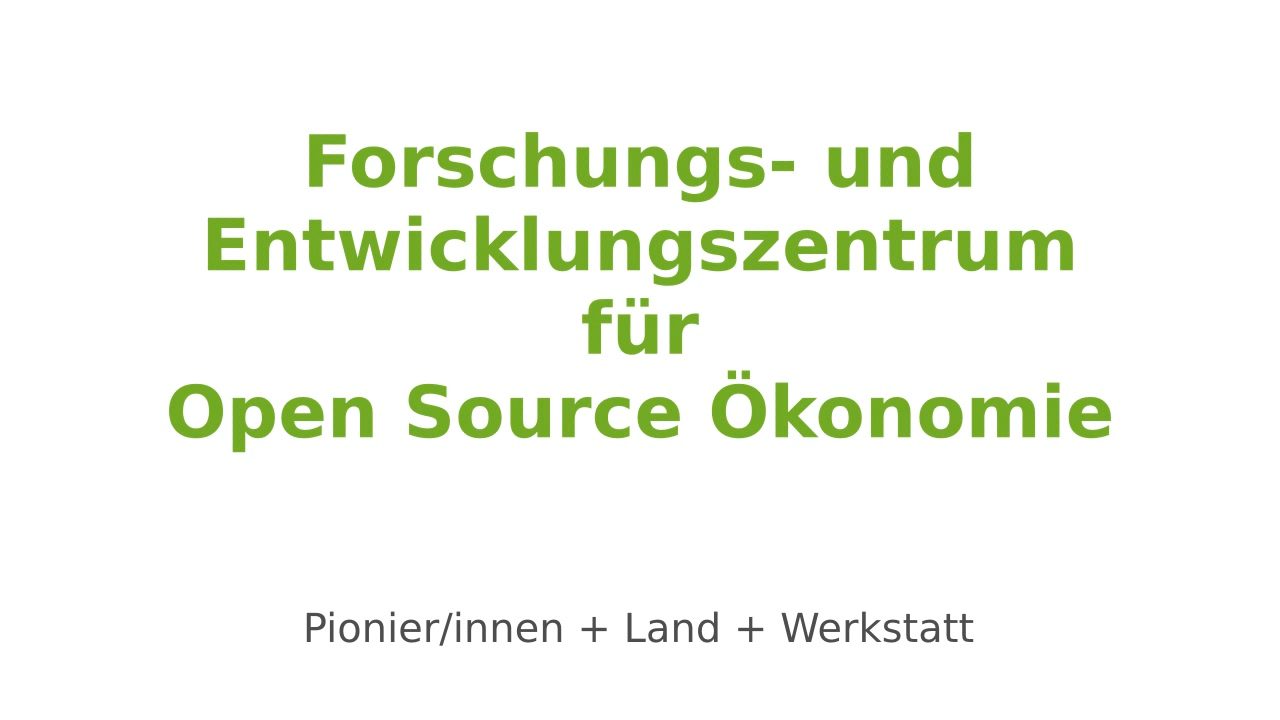 Forschungs- und
Entwicklungszentrum
für
Open Source Ökonomie
Pionier/innen + Land + Werkstatt